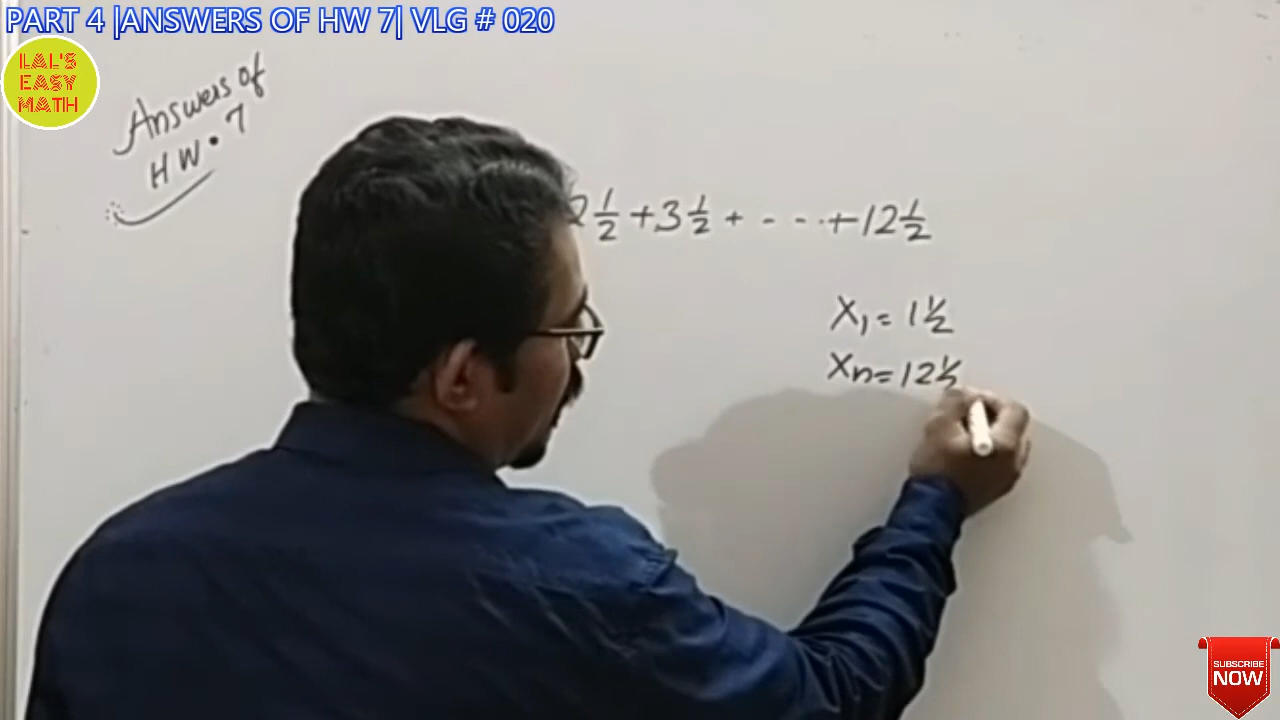 PART 4 |ANSWERS OF HW 7| VLG # 020
LAL'S
EASY
MATH
Answers of
HW • 7
2 1/2 + 3 1/2 + - - - + 12 1/2
X₁ = 1 1/2
Xn = 12 1/2
SUBSCRIBE
NOW